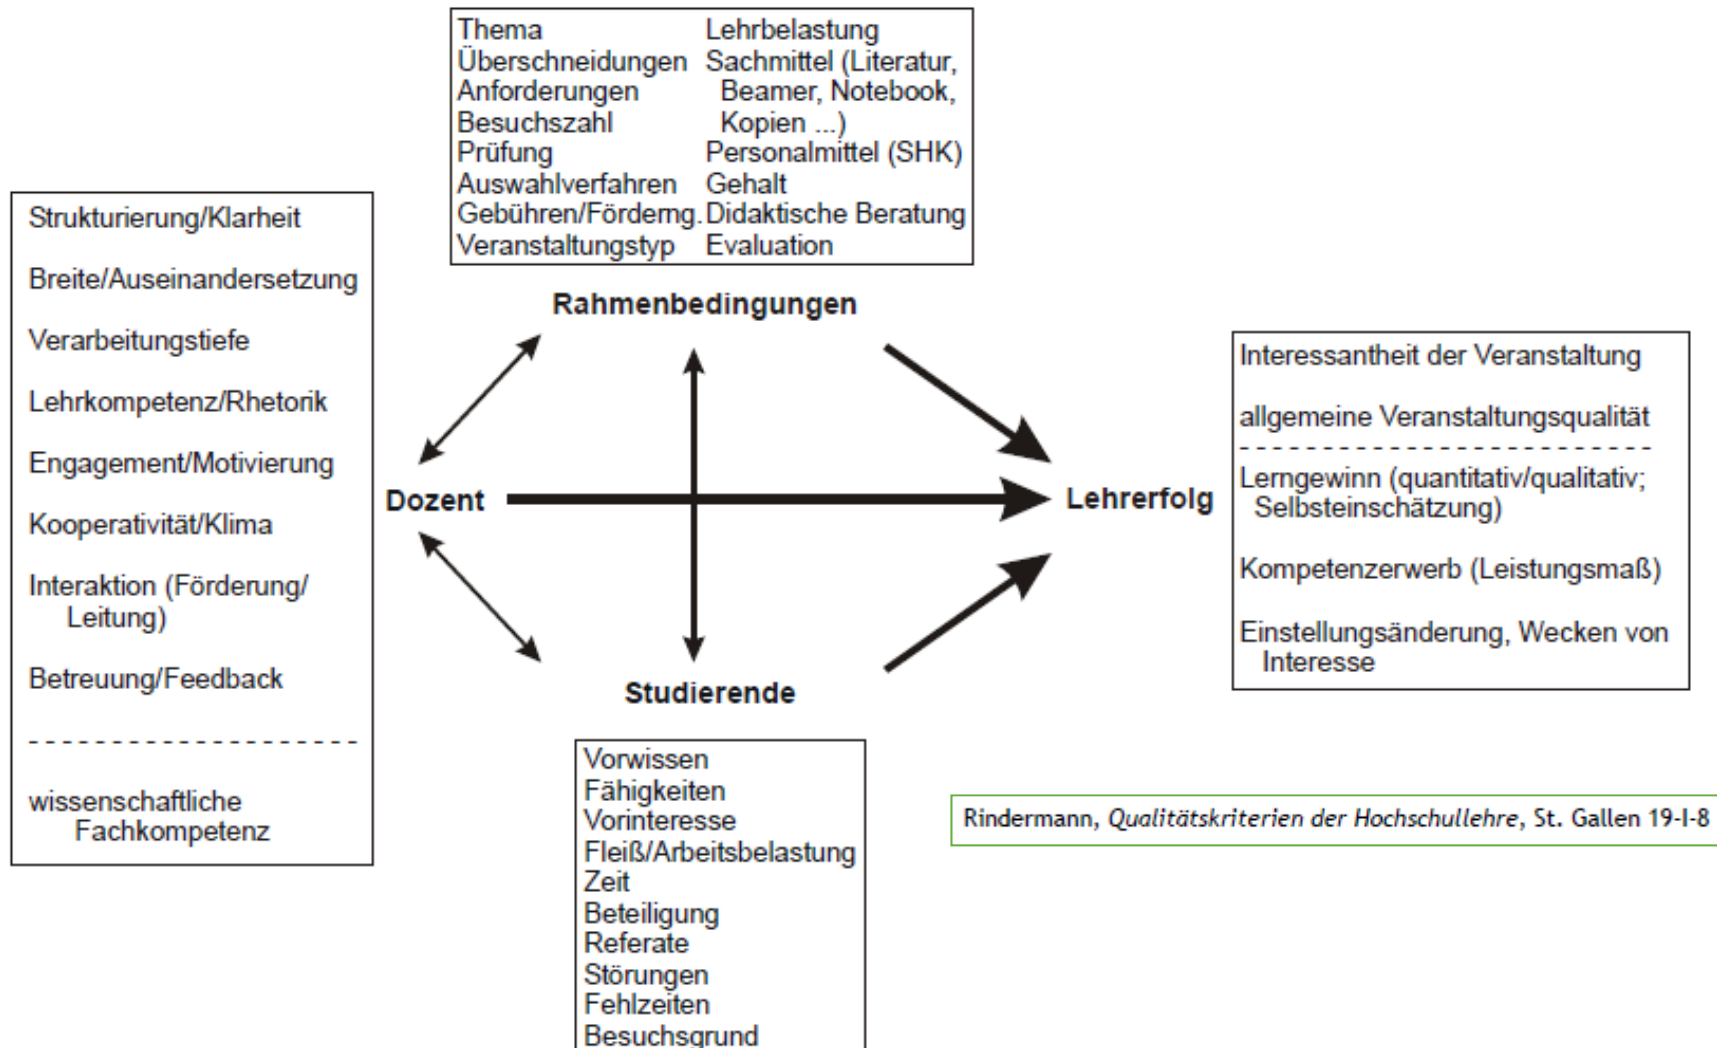 Thema
Überschneidungen
Anforderungen
Besuchszahl
Prüfung
Auswahlverfahren
Gebühren/Förderng.
Veranstaltungstyp
Lehrbelastung
Sachmittel (Literatur,
Beamer, Notebook,
Kopien ...)
Personalmittel (SHK)
Gehalt
Didaktische Beratung
Evaluation
Rahmenbedingungen
Strukturierung/Klarheit
Breite/Auseinandersetzung
Verarbeitungstiefe
Lehrkompetenz/Rhetorik
Engagement/Motivierung
Kooperativität/Klima
Interaktion (Förderung/
Leitung)
Betreuung/Feedback
wissenschaftliche
Fachkompetenz
Dozent
Lehrerfolg
Interessantheit der Veranstaltung
allgemeine Veranstaltungsqualität
Lerngewinn (quantitativ/qualitativ;
Selbsteinschätzung)
Kompetenzerwerb (Leistungsmaß)
Einstellungsänderung, Wecken von
Interesse
Studierende
Vorwissen
Fähigkeiten
Vorinteresse
Fleiß/Arbeitsbelastung
Zeit
Beteiligung
Referate
Störungen
Fehlzeiten
Besuchsgrund
Rindermann, Qualitätskriterien der Hochschullehre, St. Gallen 19-I-8